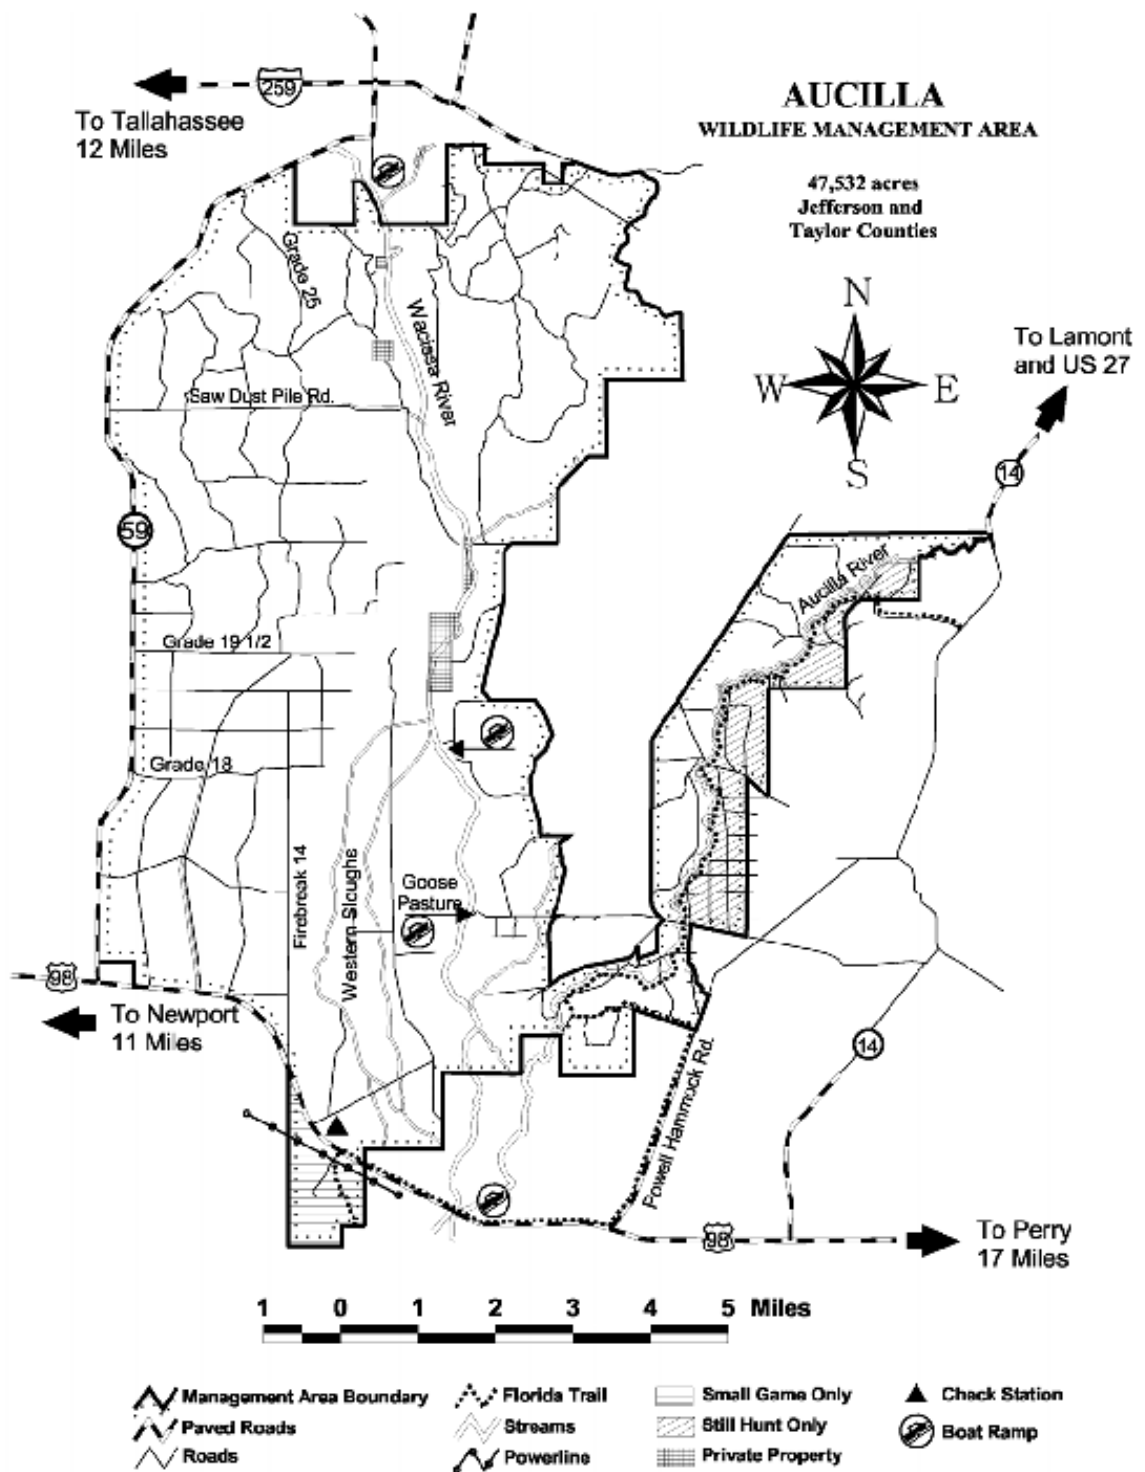 259
To Tallahassee
12 Miles
AUCILLA
WILDLIFE MANAGEMENT AREA
47,532 acres
Jefferson and
Taylor Counties
N
W
E
S
To Lamont
and US 27
14
Grade 25
Wacissa River
Saw Dust Pile Rd.
59
Aucilla River
Grade 19 1/2
Grade 18
Firebreak 14
Western Sloughs
Goose
Pasture
98
To Newport
11 Miles
14
Powell Hammock Rd.
98
To Perry
17 Miles
1 0 1 2 3 4 5 Miles
Management Area Boundary
Paved Roads
Roads
Florida Trail
Streams
Powerline
Small Game Only
Still Hunt Only
Private Property
Check Station
Boat Ramp